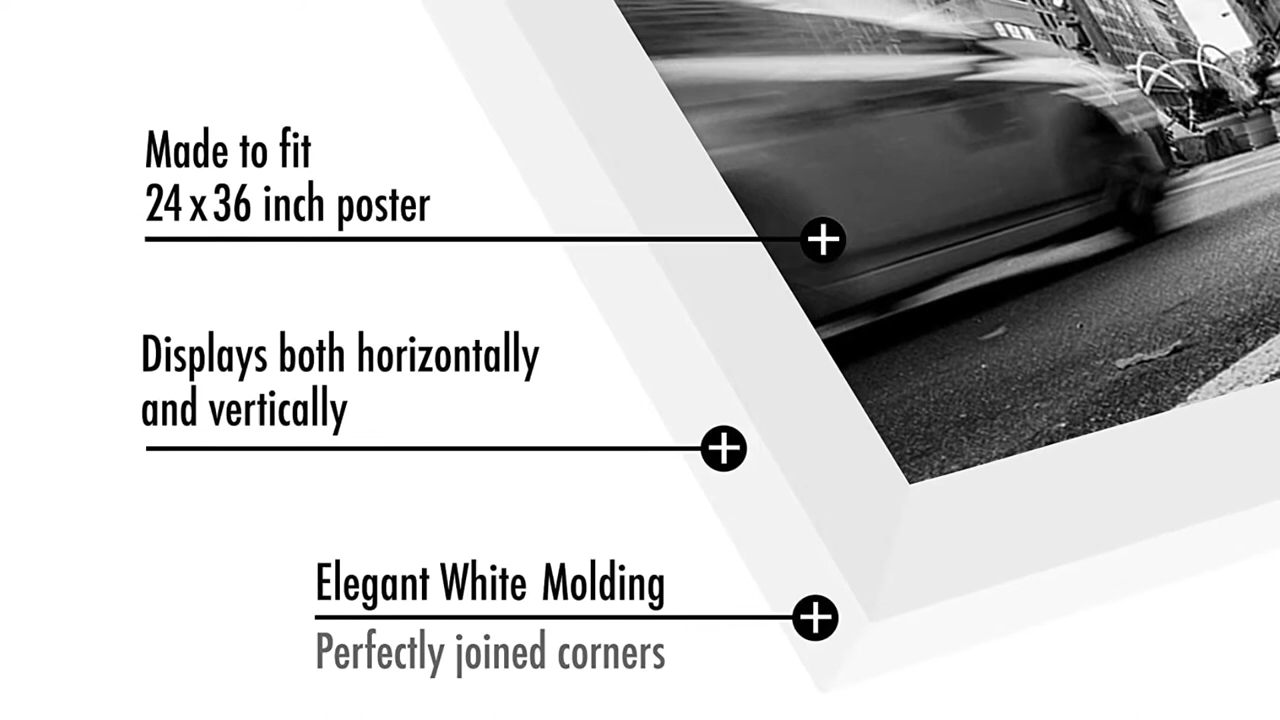 Made to fit
24 x 36 inch poster
Displays both horizontally
and vertically
Elegant White Molding
Perfectly joined corners